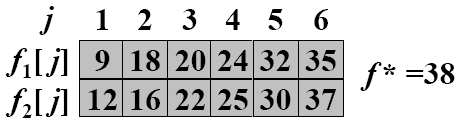 j 1 2 3 4 5 6
f₁[j] 9 18 20 24 32 35
f₂[j] 12 16 22 25 30 37
f* =38